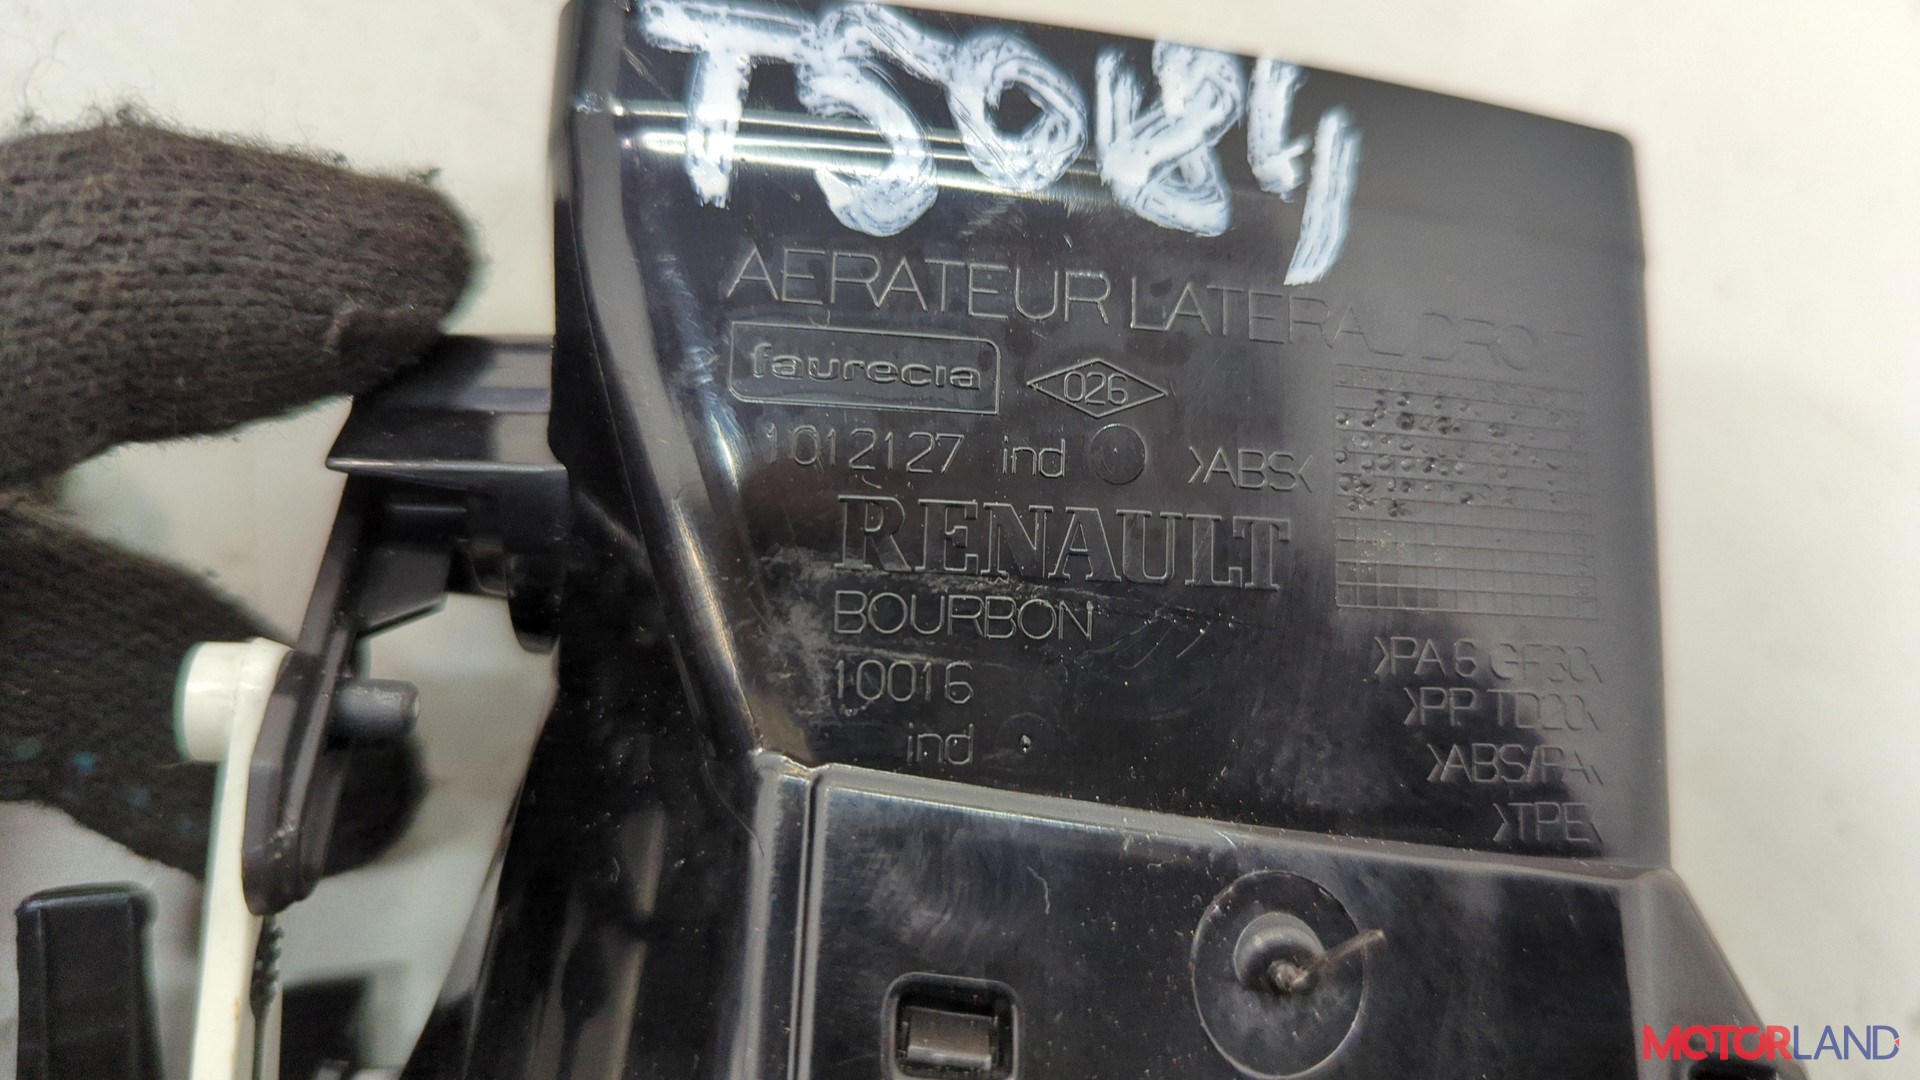 T50184
AERATEUR LATERAL DROIT
faurecia 026
1012127 ind >ABS<
RENAULT
BOURBON
10016
ind
>PA 6 GF30<
>PP TD20<
>ABS/PA<
>TPE<
MOTORLAND